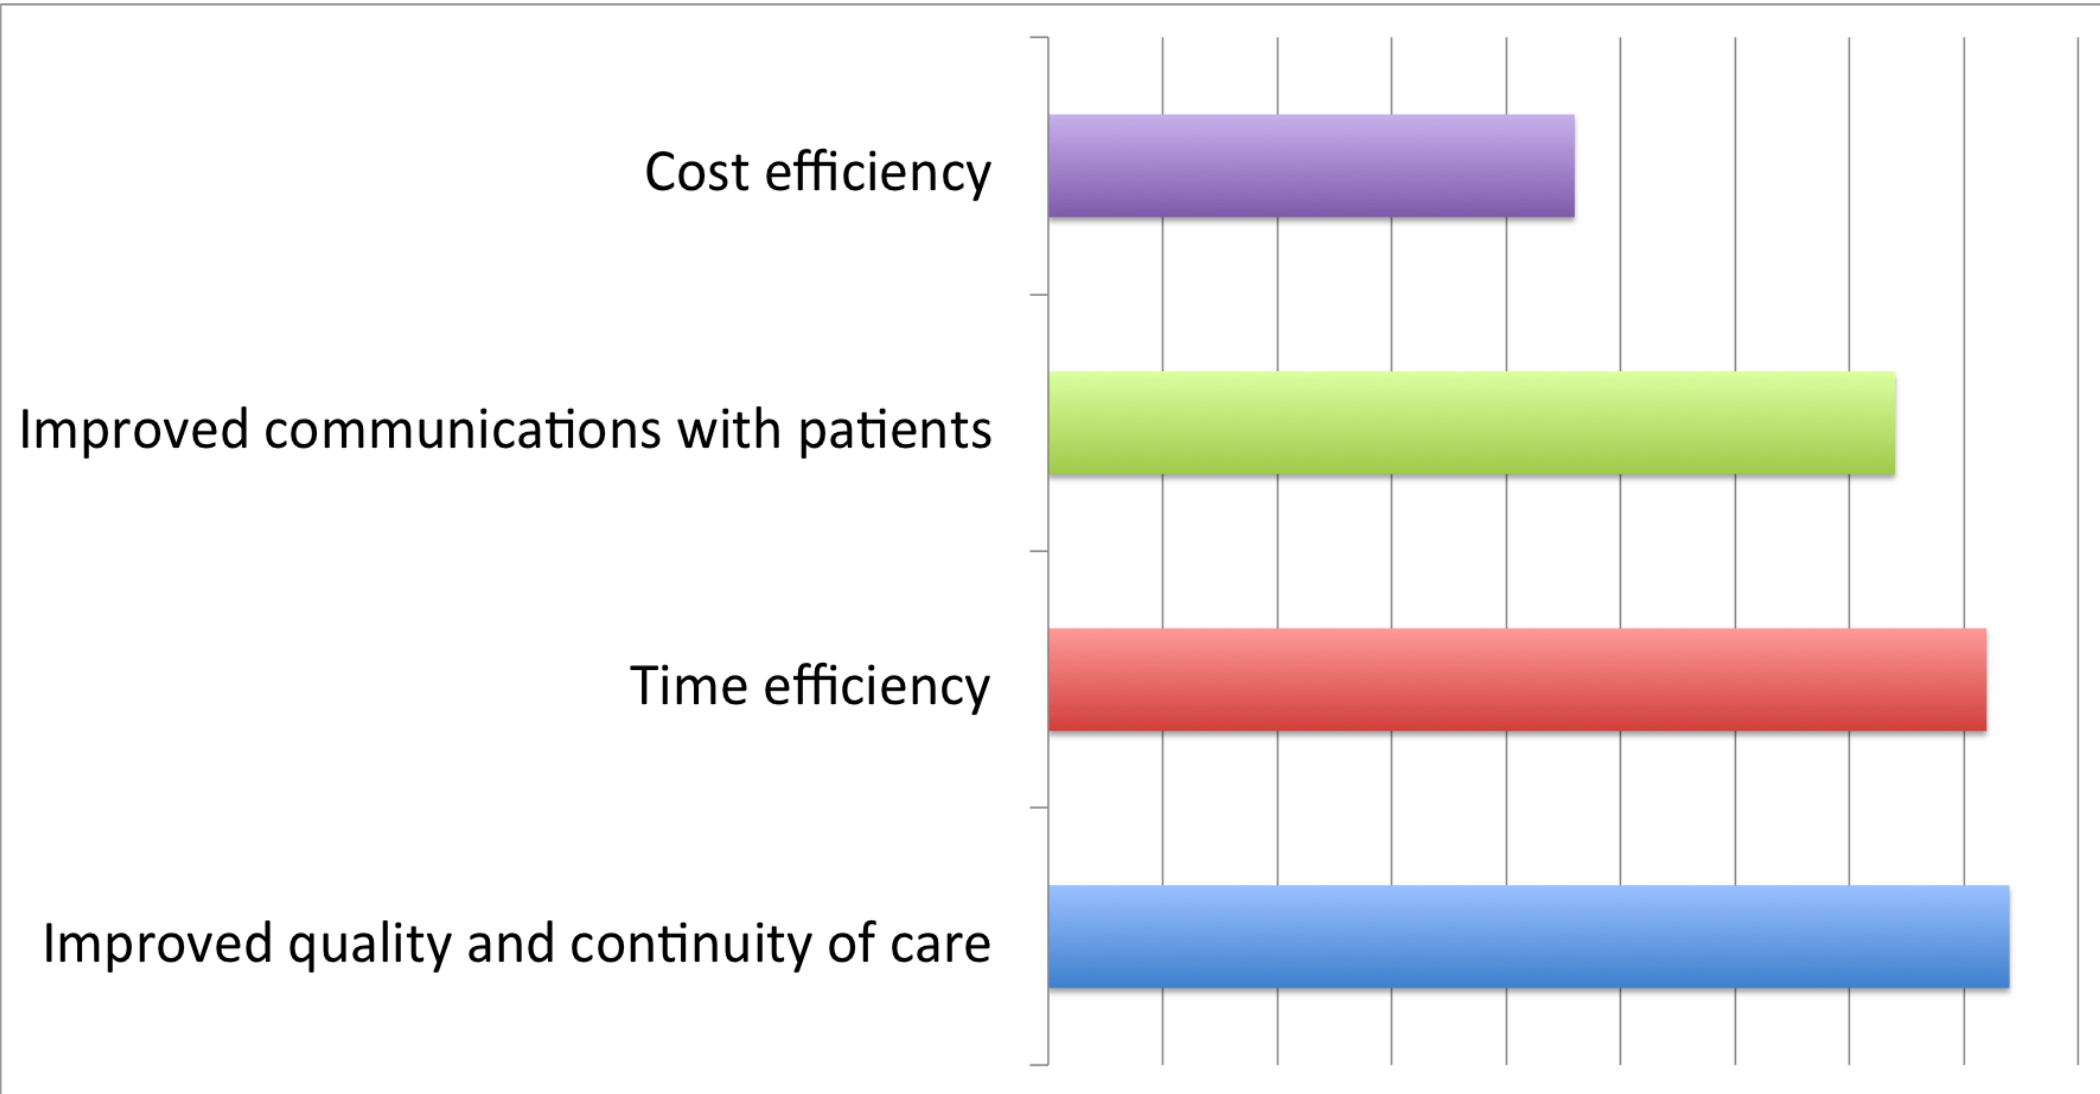 Cost efficiency
Improved communications with patients
Time efficiency
Improved quality and continuity of care